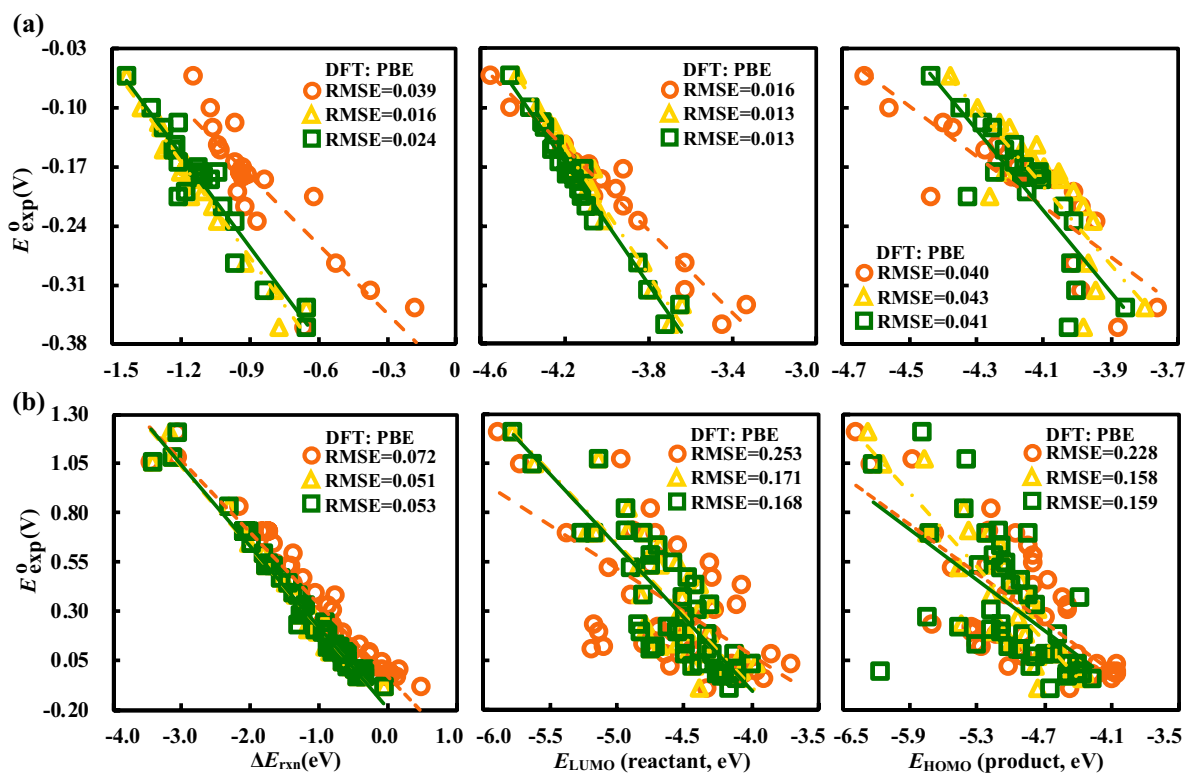 (a)
E⁰exp(V)
-0.03
-0.10
-0.17
-0.24
-0.31
-0.38
DFT: PBE
RMSE=0.039
RMSE=0.016
RMSE=0.024
-1.5 -1.2 -0.9 -0.6 -0.3 0
DFT: PBE
RMSE=0.016
RMSE=0.013
RMSE=0.013
-4.6 -4.2 -3.8 -3.4 -3.0
DFT: PBE
RMSE=0.040
RMSE=0.043
RMSE=0.041
-4.7 -4.4 -4.1 -3.9 -3.7
(b)
E⁰exp(V)
1.30
1.05
0.80
0.55
0.30
0.05
-0.20
DFT: PBE
RMSE=0.072
RMSE=0.051
RMSE=0.053
-4.0 -3.0 -2.0 -1.0 0.0 1.0
ΔErxn(eV)
DFT: PBE
RMSE=0.253
RMSE=0.171
RMSE=0.168
-6.0 -5.5 -5.0 -4.5 -4.0 -3.5
ELUMO (reactant, eV)
DFT: PBE
RMSE=0.228
RMSE=0.158
RMSE=0.159
-6.5 -5.9 -5.3 -4.7 -4.1 -3.5
EHOMO (product, eV)